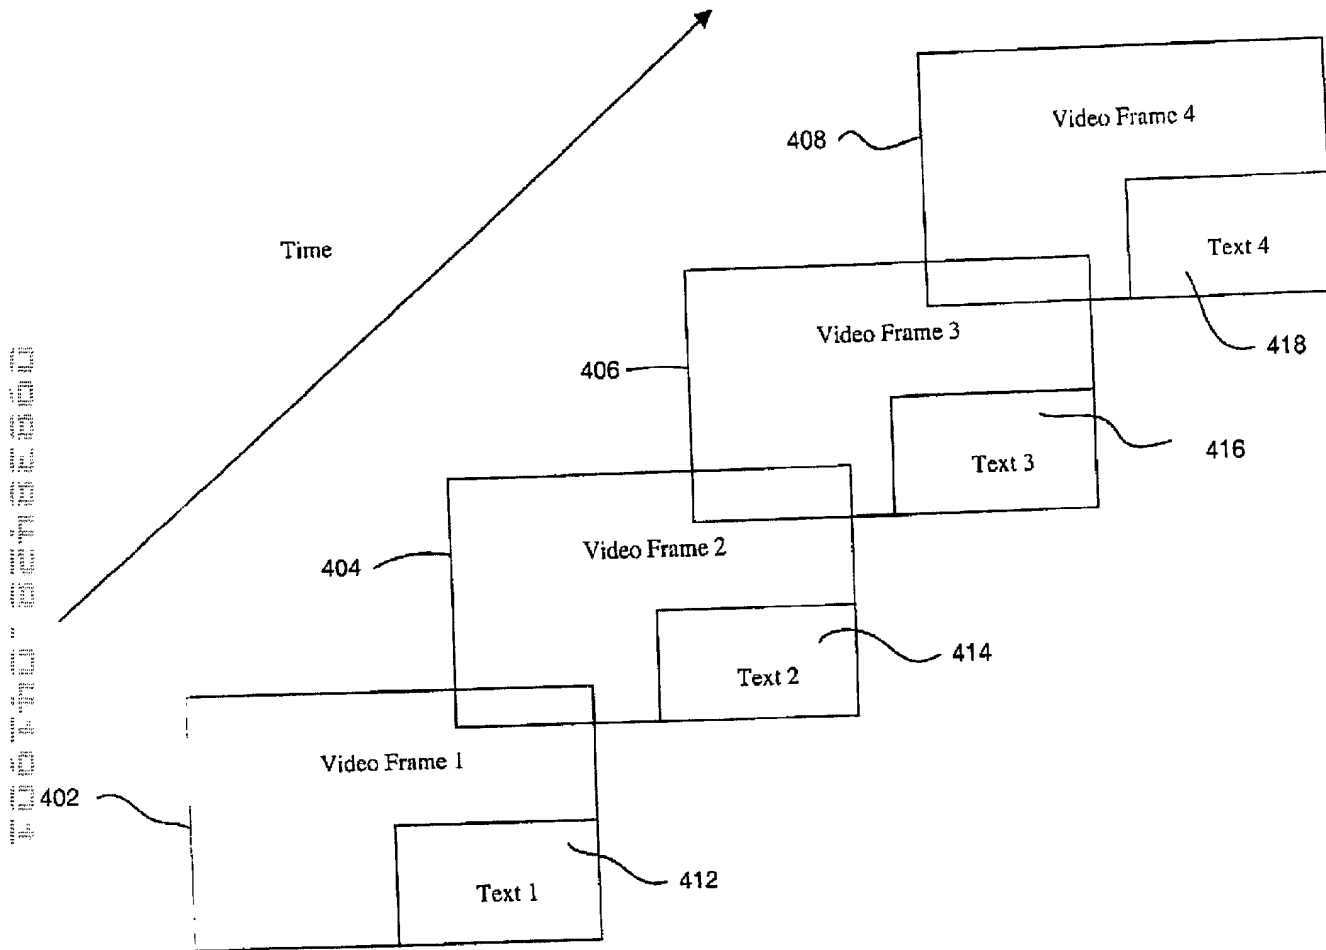 Video Frame 4
408
Time
Text 4
418
Video Frame 3
406
416
Text 3
Video Frame 2
404
414
Text 2
Video Frame 1
402
412
Text 1